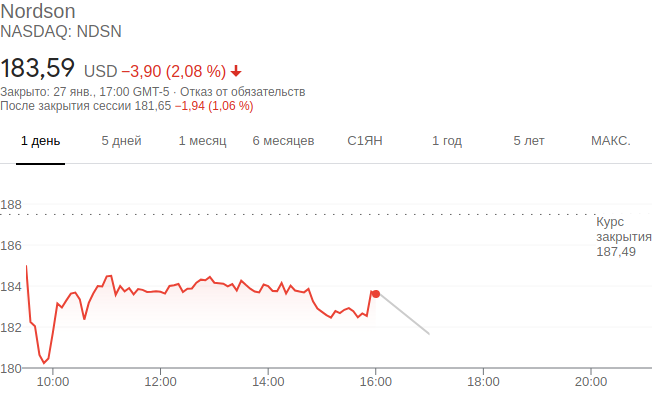 Nordson
NASDAQ: NDSN
183,59 USD −3,90 (2,08 %)
Закрыто: 27 янв., 17:00 GMT-5 · Отказ от обязательств
После закрытия сессии 181,65 −1,94 (1,06 %)
1 день 5 дней 1 месяц 6 месяцев С1ЯН 1 год 5 лет МАКС.
188
Курс
закрытия
187,49
186
184
182
180
10:00 12:00 14:00 16:00 18:00 20:00